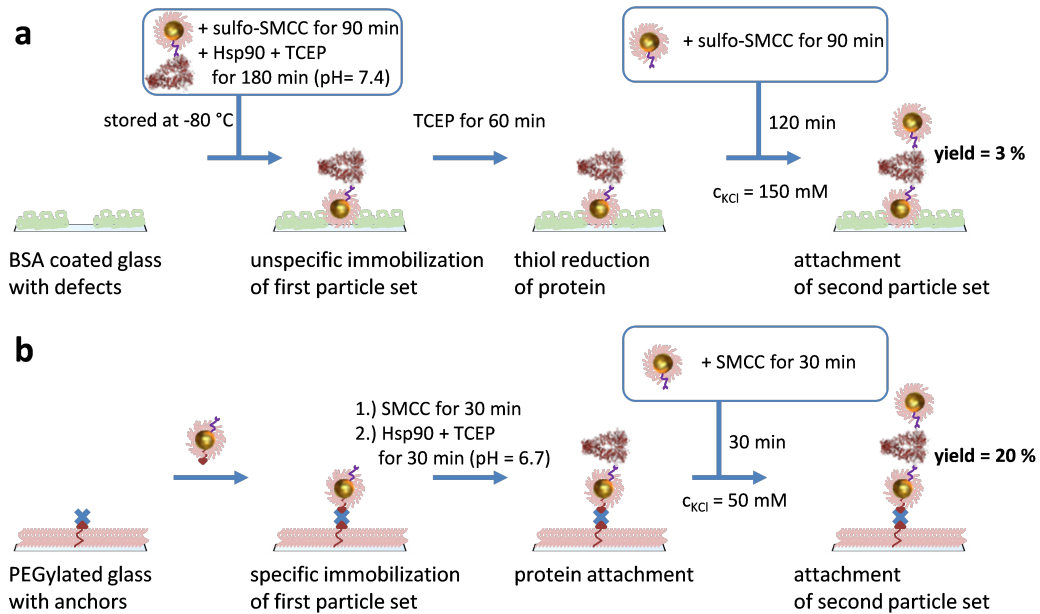 a
+ sulfo-SMCC for 90 min
+ Hsp90 + TCEP
for 180 min (pH= 7.4)
+ sulfo-SMCC for 90 min
stored at -80 °C
TCEP for 60 min
120 min
yield = 3 %
cKCl = 150 mM
BSA coated glass
with defects
unspecific immobilization
of first particle set
thiol reduction
of protein
attachment
of second particle set
b
+ SMCC for 30 min
1.) SMCC for 30 min
2.) Hsp90 + TCEP
for 30 min (pH = 6.7)
30 min
yield = 20 %
cKCl = 50 mM
PEGylated glass
with anchors
specific immobilization
of first particle set
protein attachment
attachment
of second particle set